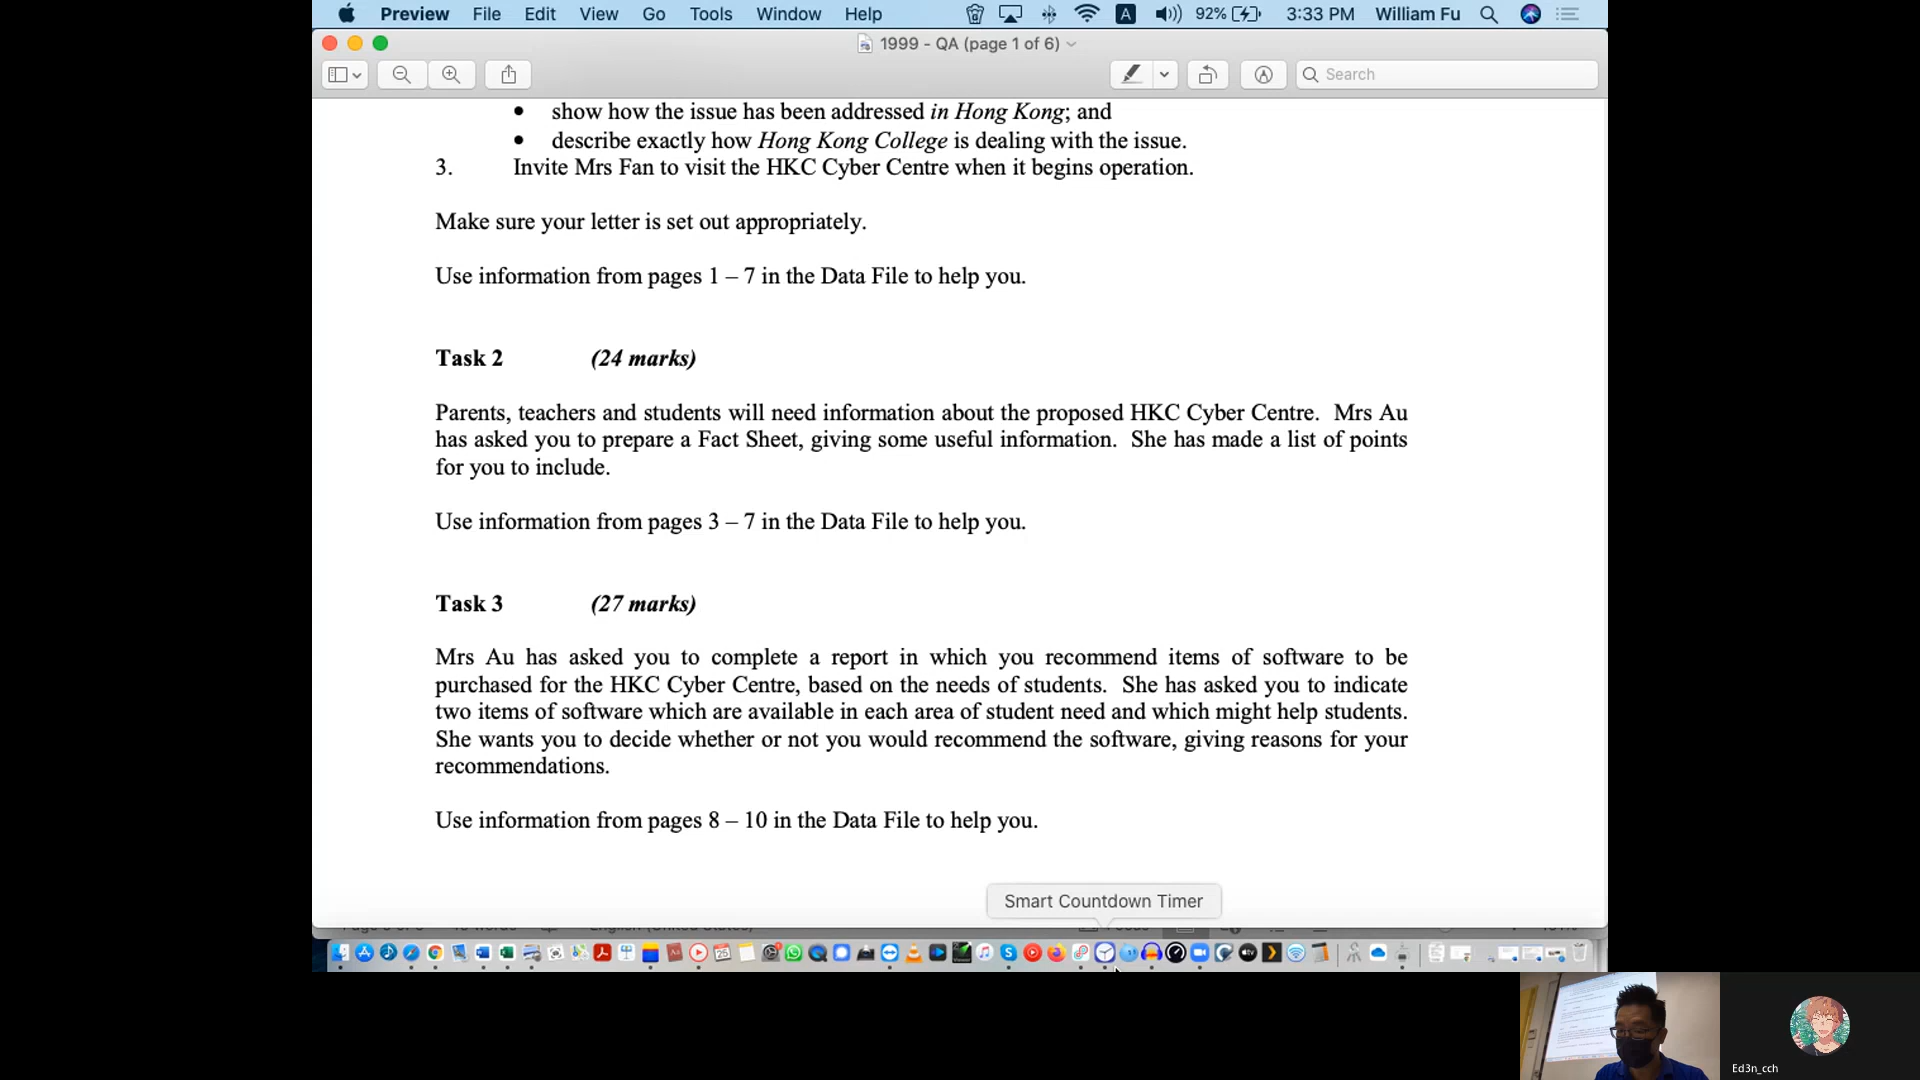 Preview File Edit View Go Tools Window Help A 92% 3:33 PM William Fu
1999 - QA (page 1 of 6)
Search
• show how the issue has been addressed in Hong Kong; and
• describe exactly how Hong Kong College is dealing with the issue.
3. Invite Mrs Fan to visit the HKC Cyber Centre when it begins operation.
Make sure your letter is set out appropriately.
Use information from pages 1 – 7 in the Data File to help you.
Task 2 (24 marks)
Parents, teachers and students will need information about the proposed HKC Cyber Centre. Mrs Au
has asked you to prepare a Fact Sheet, giving some useful information. She has made a list of points
for you to include.
Use information from pages 3 – 7 in the Data File to help you.
Task 3 (27 marks)
Mrs Au has asked you to complete a report in which you recommend items of software to be
purchased for the HKC Cyber Centre, based on the needs of students. She has asked you to indicate
two items of software which are available in each area of student need and which might help students.
She wants you to decide whether or not you would recommend the software, giving reasons for your
recommendations.
Use information from pages 8 – 10 in the Data File to help you.
Smart Countdown Timer
Ed3n_cch